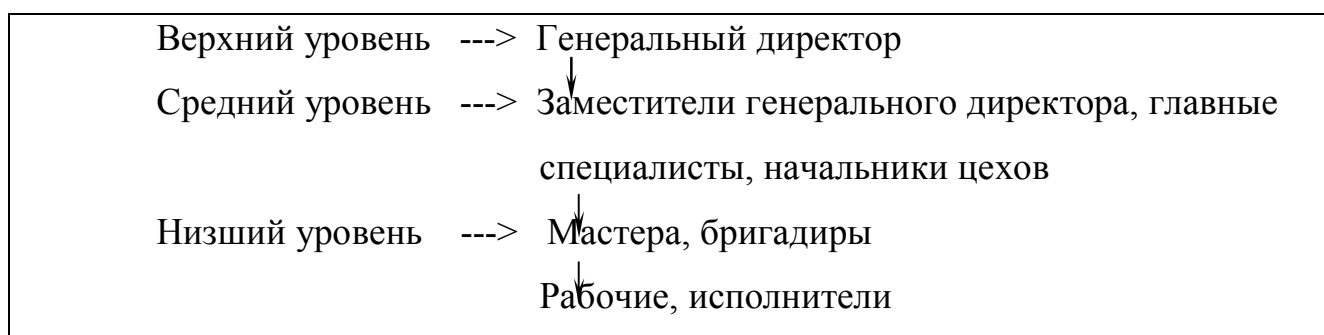 Верхний уровень ---> Генеральный директор
Средний уровень ---> Заместители генерального директора, главные
специалисты, начальники цехов
Низший уровень ---> Мастера, бригадиры
Рабочие, исполнители